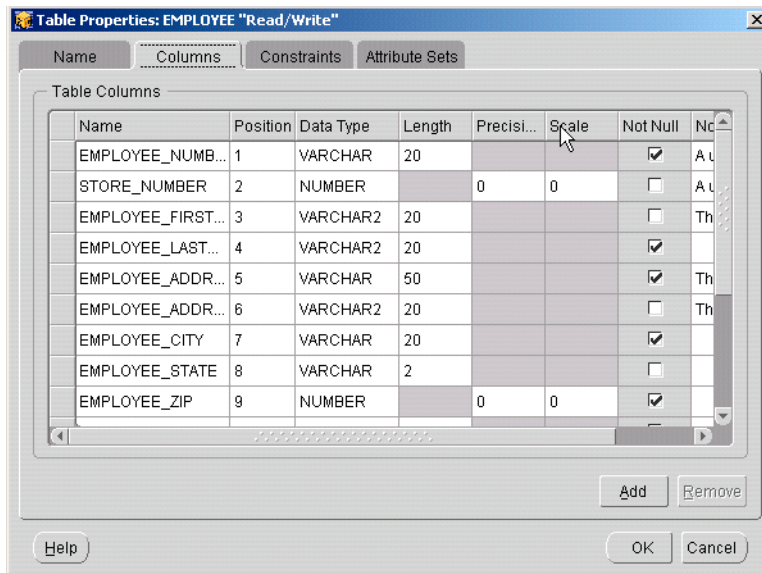 Table Properties: EMPLOYEE "Read/Write"
Name Columns Constraints Attribute Sets
Table Columns
Name Position Data Type Length Precisi... Scale Not Null
EMPLOYEE_NUMB... 1 VARCHAR 20 A u
STORE_NUMBER 2 NUMBER 0 0 A u
EMPLOYEE_FIRST... 3 VARCHAR2 20 Th
EMPLOYEE_LAST... 4 VARCHAR2 20
EMPLOYEE_ADDR... 5 VARCHAR 50 Th
EMPLOYEE_ADDR... 6 VARCHAR2 20 Th
EMPLOYEE_CITY 7 VARCHAR 20
EMPLOYEE_STATE 8 VARCHAR 2
EMPLOYEE_ZIP 9 NUMBER 0 0
Add Remove
Help OK Cancel